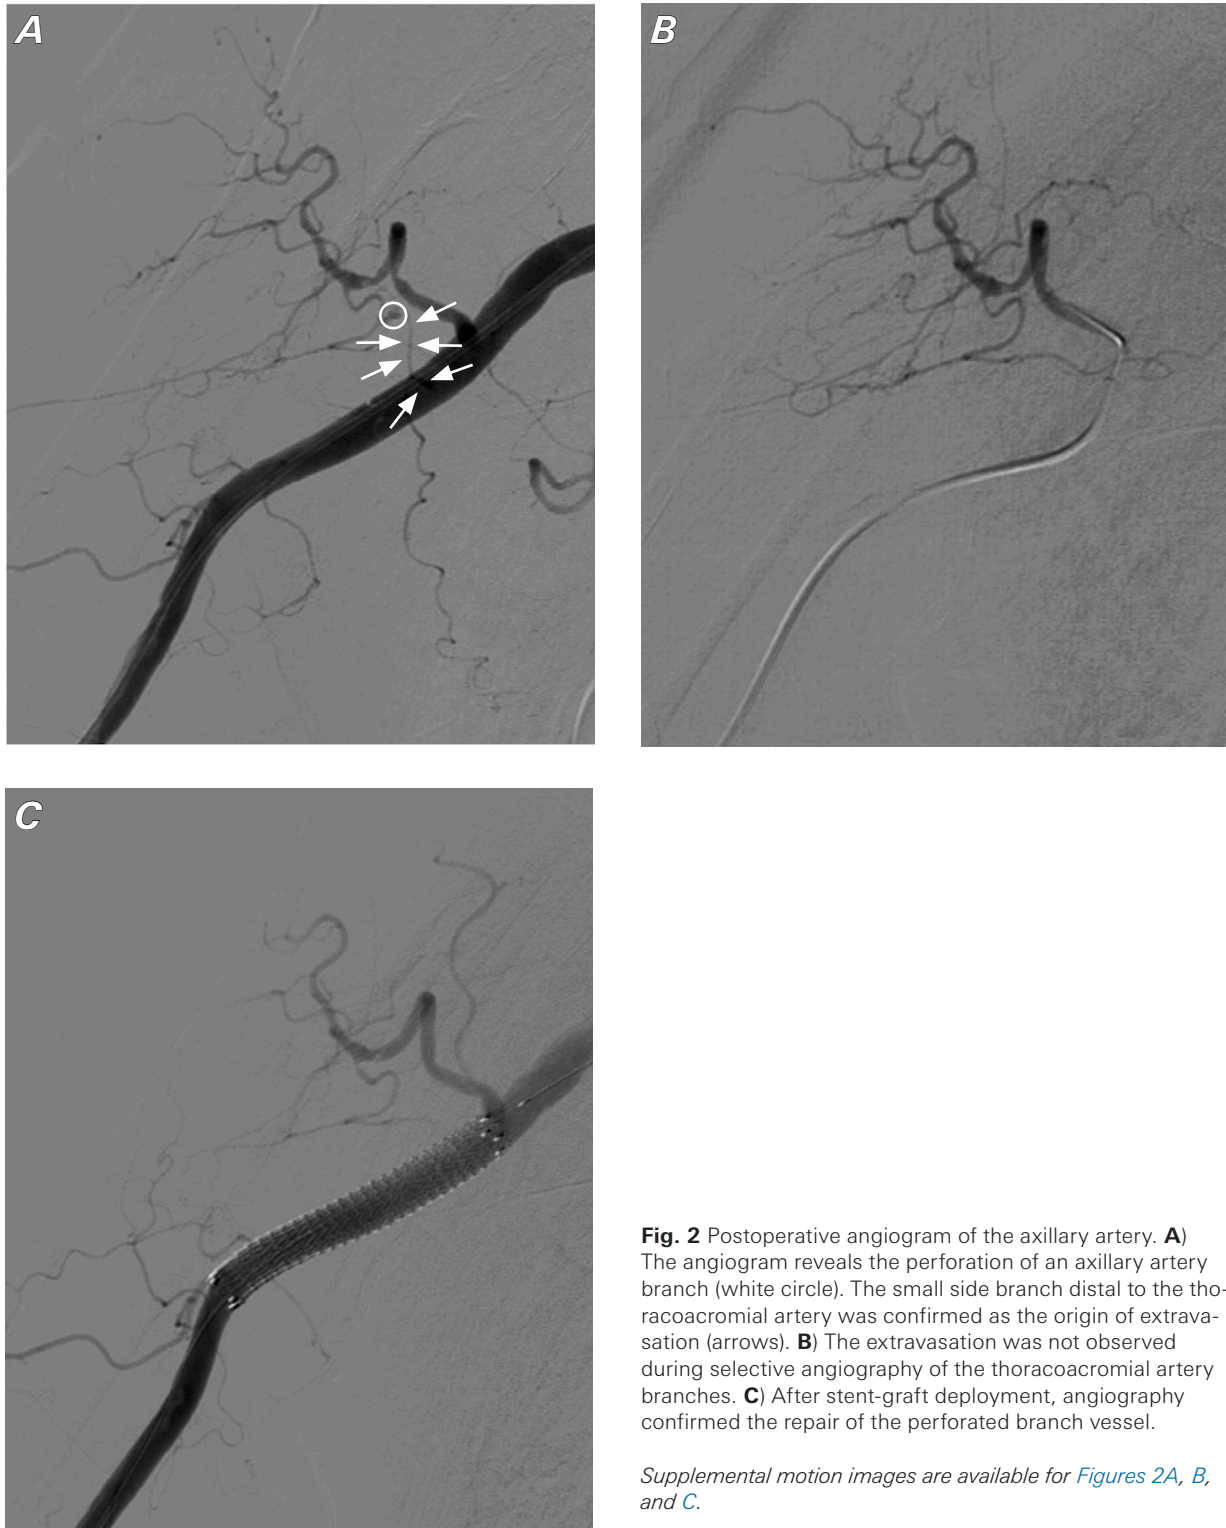 A
B
C
Fig. 2 Postoperative angiogram of the axillary artery. A)
The angiogram reveals the perforation of an axillary artery
branch (white circle). The small side branch distal to the tho-
racoacromial artery was confirmed as the origin of extrava-
sation (arrows). B) The extravasation was not observed
during selective angiography of the thoracoacromial artery
branches. C) After stent-graft deployment, angiography
confirmed the repair of the perforated branch vessel.
Supplemental motion images are available for Figures 2A, B,
and C.